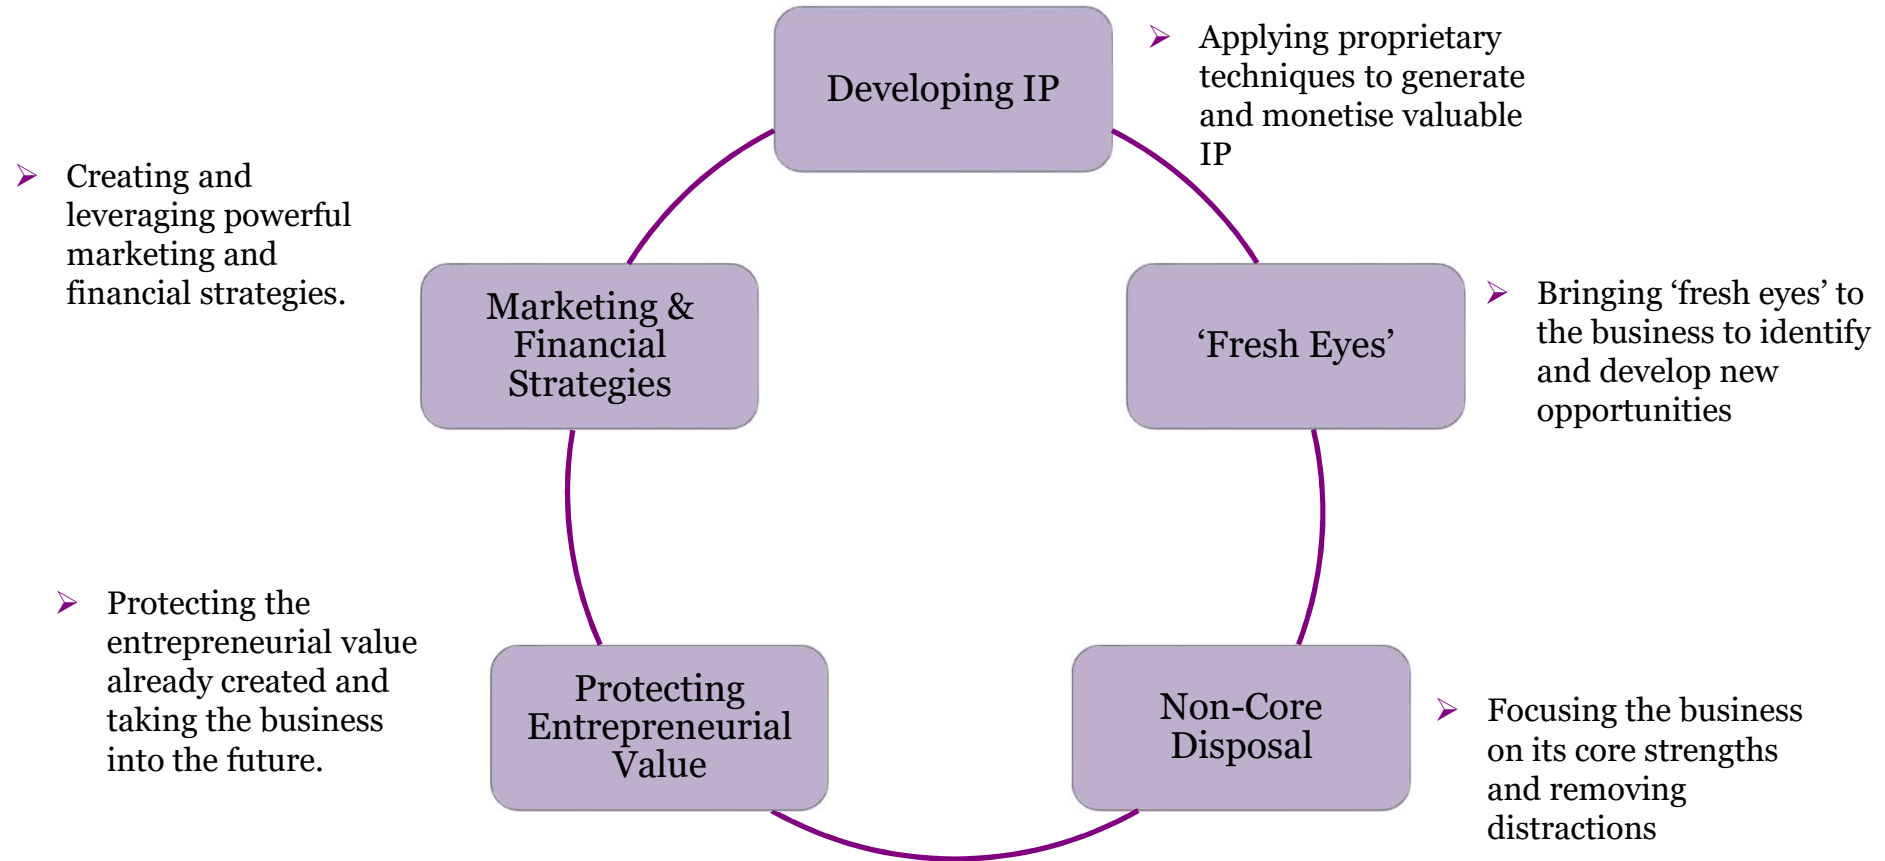 Developing IP
➢ Applying proprietary
techniques to generate
and monetise valuable
IP
‘Fresh Eyes’
➢ Bringing ‘fresh eyes’ to
the business to identify
and develop new
opportunities
Non-Core
Disposal
➢ Focusing the business
on its core strengths
and removing
distractions
Protecting
Entrepreneurial
Value
➢ Protecting the
entrepreneurial value
already created and
taking the business
into the future.
Marketing &
Financial
Strategies
➢ Creating and
leveraging powerful
marketing and
financial strategies.